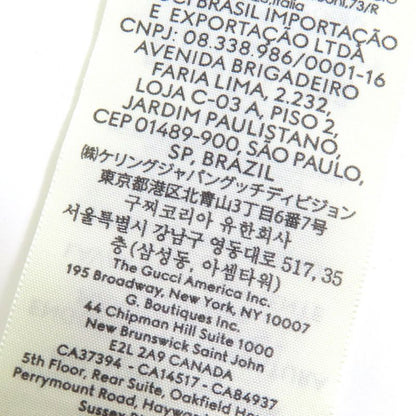 Italia
CI BRASIL IMPORTAÇÃO
E EXPORTAÇÃO LTDA
CNPJ: 08.338.986/0001-16
AVENIDA BRIGADEIRO
FARIA LIMA, 2.232,
LOJA C-03 A, PISO 2,
JARDIM PAULISTANO,
CEP 01489-900, SÃO PAULO,
SP, BRAZIL
㈱ケリングジャパングッチディビジョン
東京都港区北青山3丁目6番7号
구찌코리아 유한회사
서울특별시 강남구 영동대로 517, 35
층(삼성동, 아셈타워)
The Gucci America Inc.
195 Broadway, New York, NY 10007
G. Boutiques Inc.
44 Chipman Hill Suite 1000
New Brunswick Saint John
E2L 2A9 CANADA
CA37394 - CA14517 - CA84937
5th Floor, Rear Suite, Oakfield Ho
Perrymount Road, Haywa
Sussex